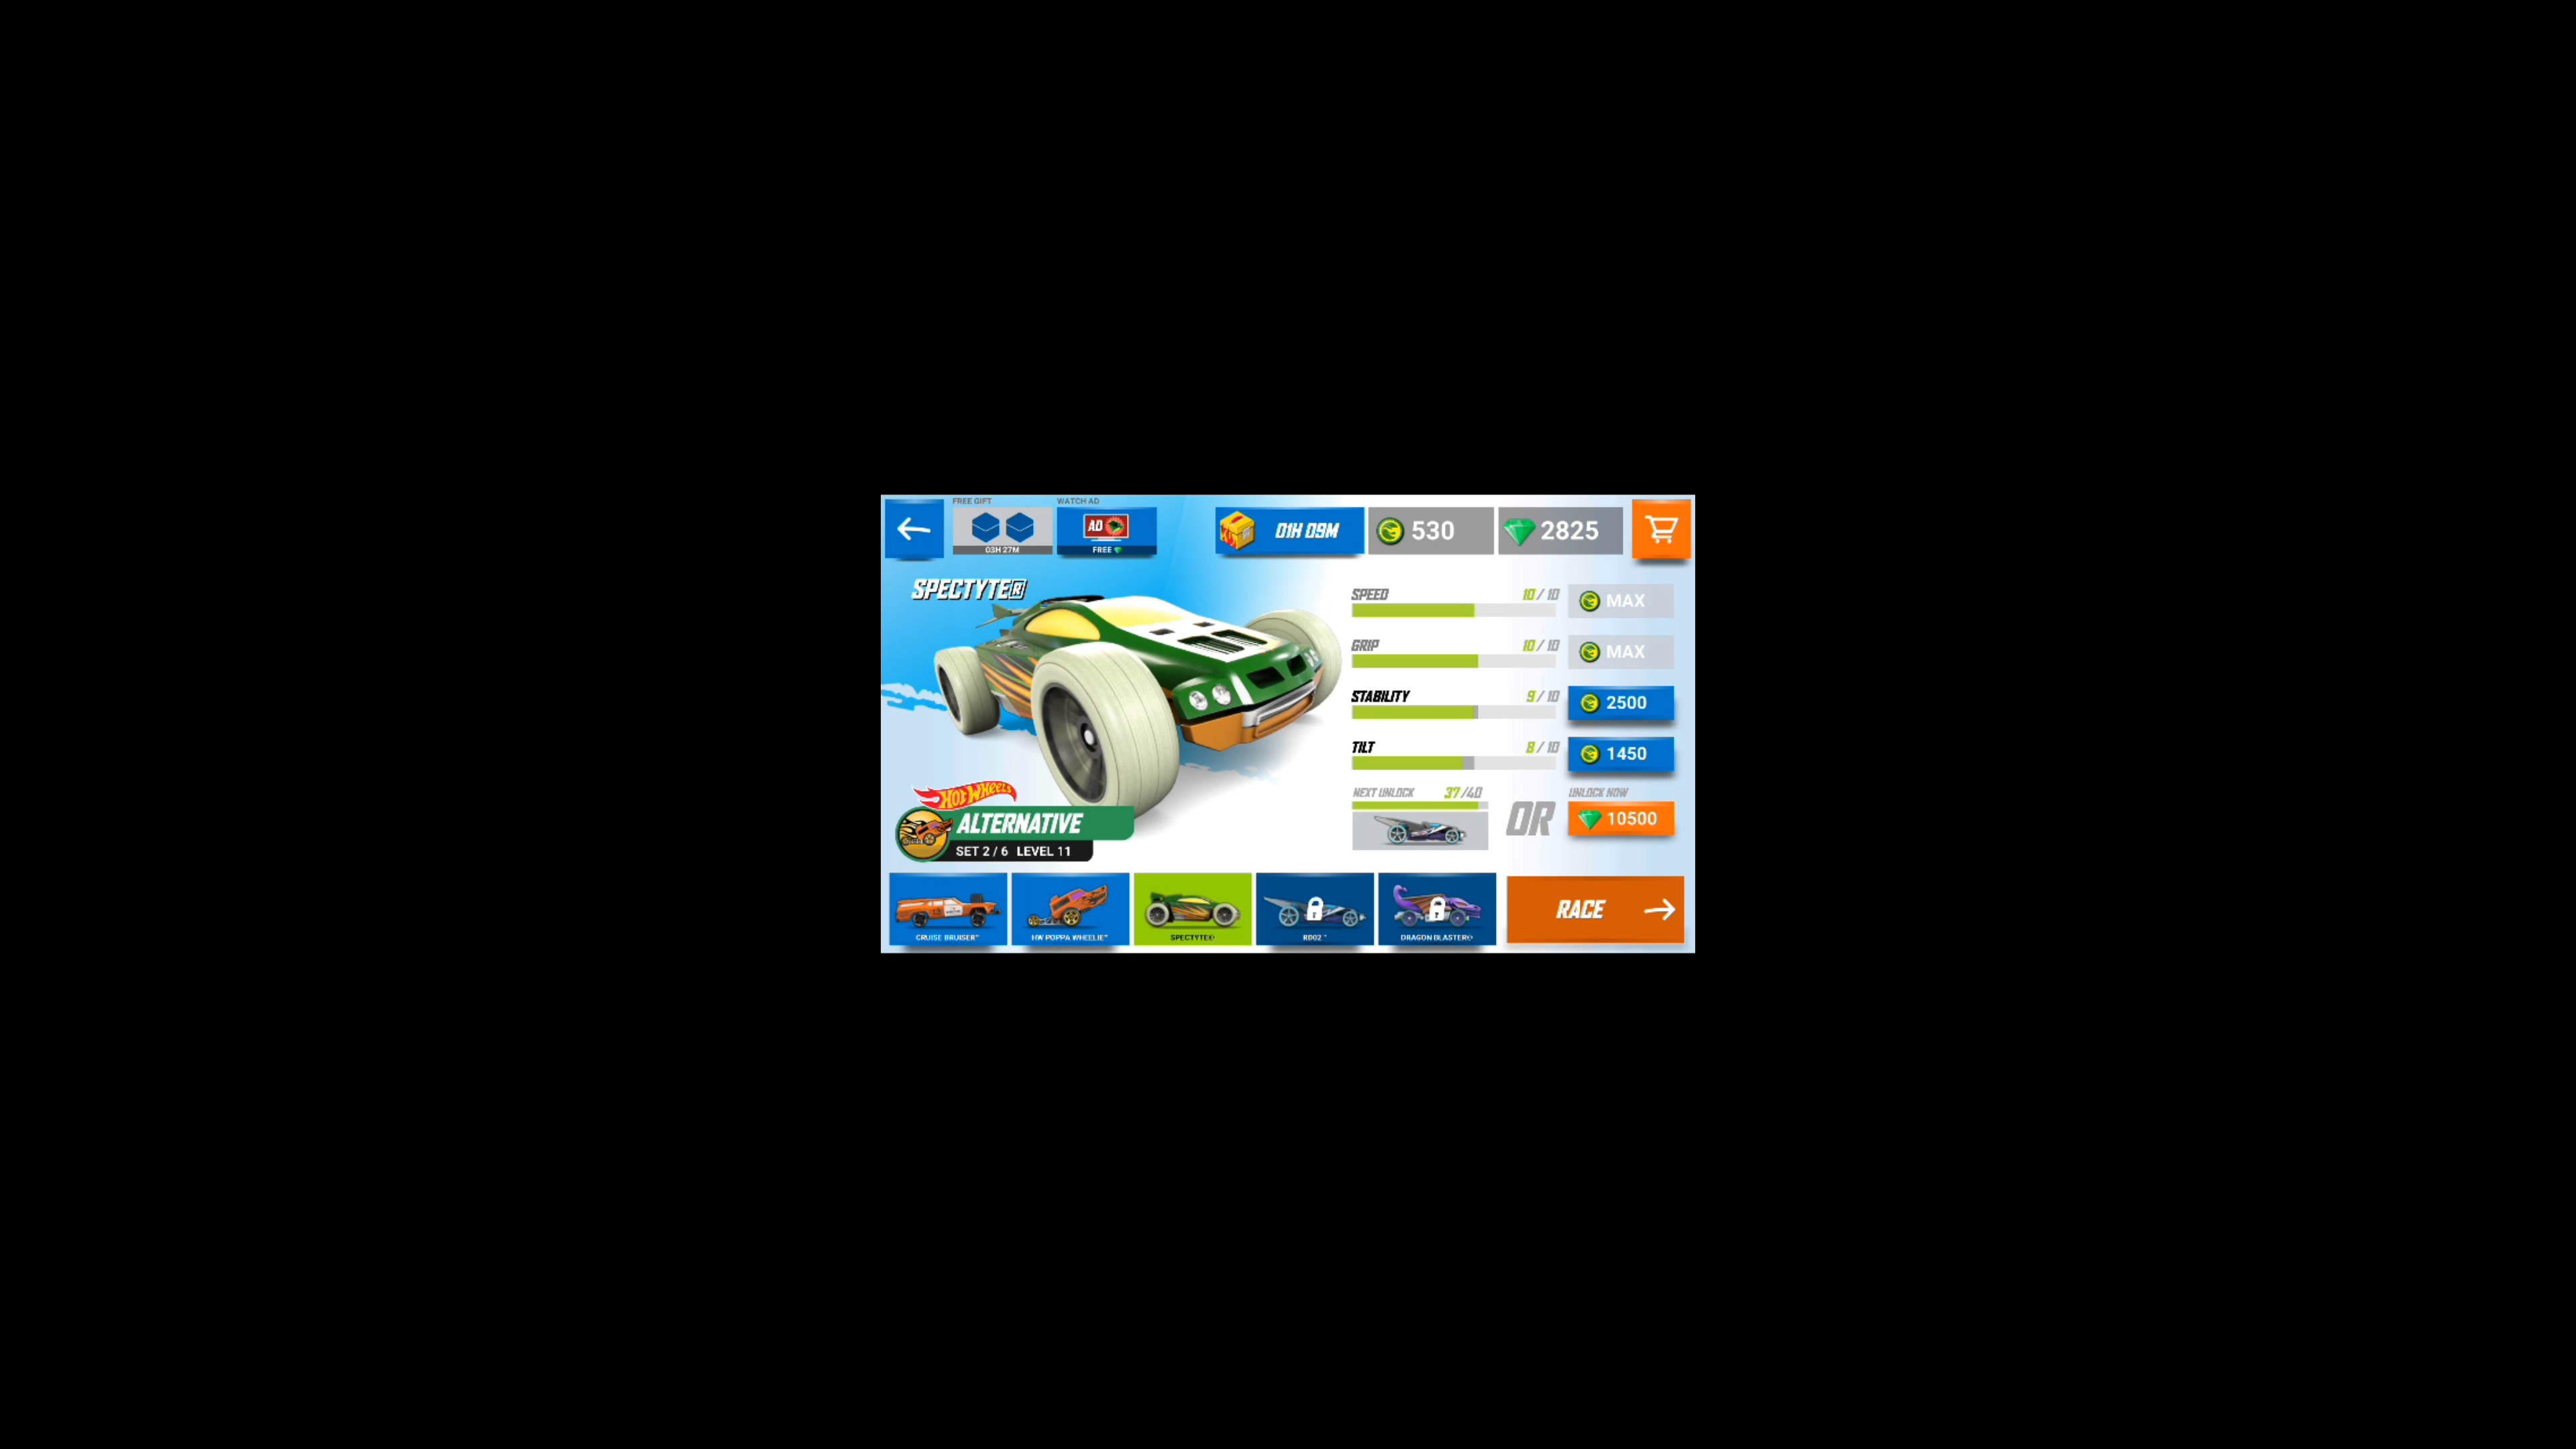 FREE GIFT
03H 27M
WATCH AD
AD
FREE
01H 09M
530
2825
SPECTYTE®
SPEED 10 / 10 MAX
GRIP 10 / 10 MAX
STABILITY 9 / 10 2500
TILT 8 / 10 1450
NEXT UNLOCK 37 /40
OR
UNLOCK NOW
10500
HOT WHEELS
ALTERNATIVE
SET 2 / 6 LEVEL 11
CRUISE BRUISER™
HW POPPA WHEELIE™
SPECTYTE®
RD02 ™
DRAGON BLASTER®
RACE